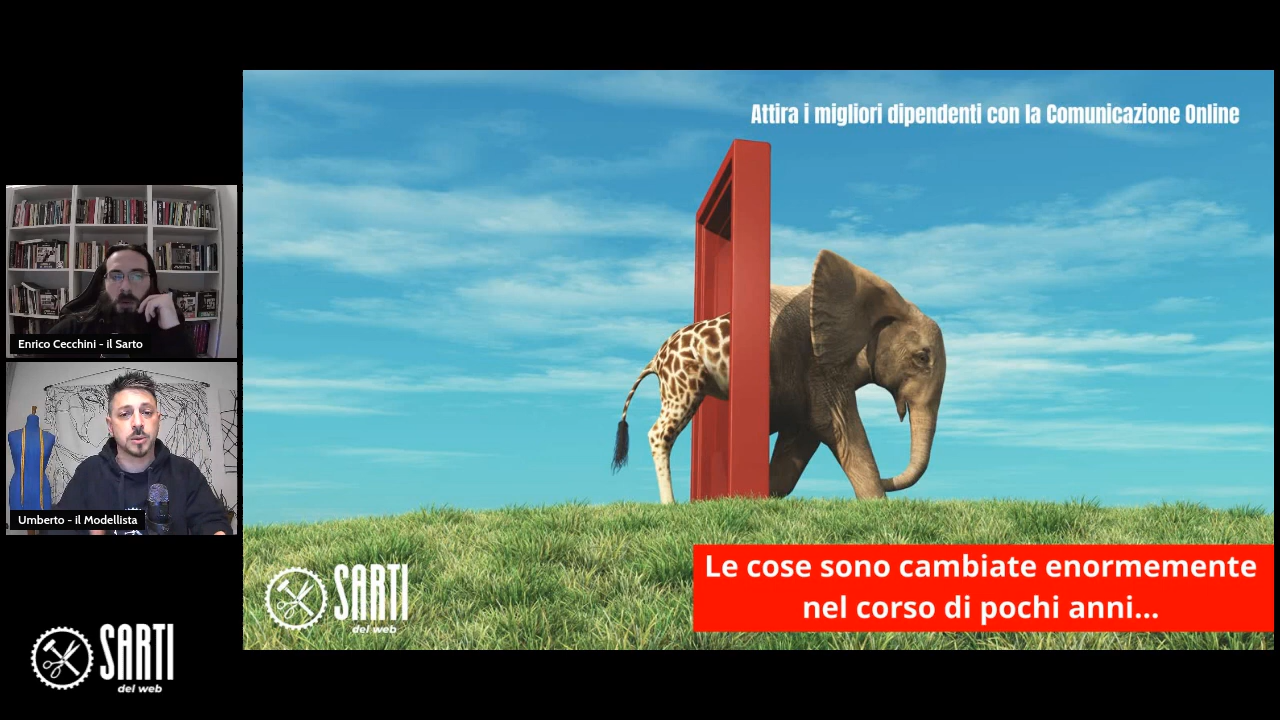 Attira i migliori dipendenti con la Comunicazione Online
Enrico Cecchini - il Sarto
Umberto - il Modellista
Le cose sono cambiate enormemente
nel corso di pochi anni...
SARTI
del web
SARTI
del web